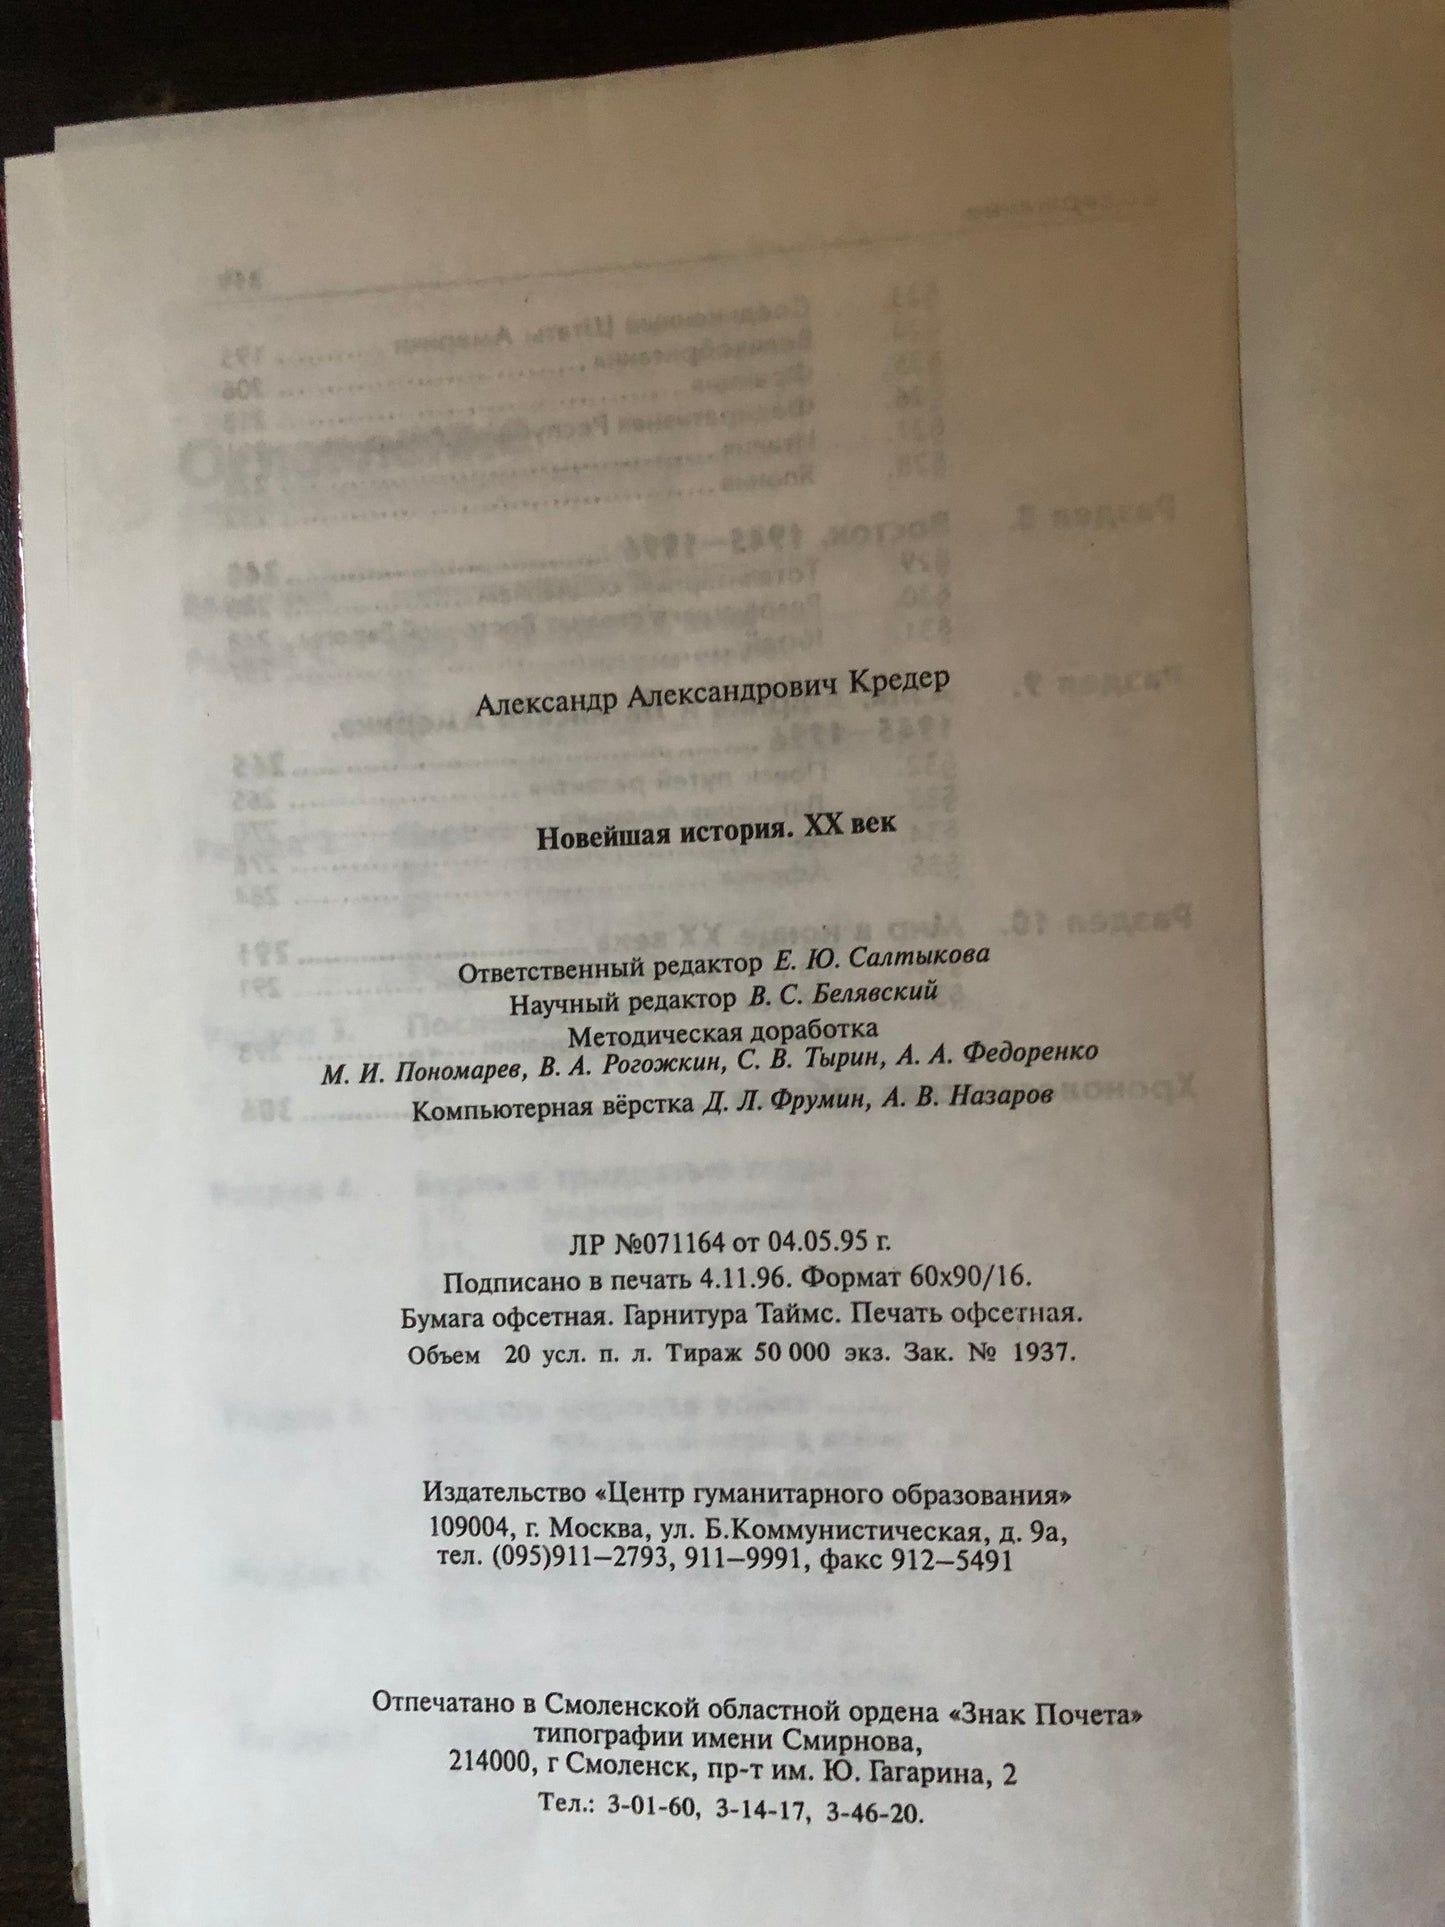 Александр Александрович Кредер
Новейшая история. XX век
Ответственный редактор Е. Ю. Салтыкова
Научный редактор В. С. Белявский
Методическая доработка
М. И. Пономарев, В. А. Рогожкин, С. В. Тырин, А. А. Федоренко
Компьютерная вёрстка Д. Л. Фрумин, А. В. Назаров
ЛР №071164 от 04.05.95 г.
Подписано в печать 4.11.96. Формат 60х90/16.
Бумага офсетная. Гарнитура Таймс. Печать офсетная.
Объем 20 усл. п. л. Тираж 50 000 экз. Зак. № 1937.
Издательство «Центр гуманитарного образования»
109004, г. Москва, ул. Б.Коммунистическая, д. 9а,
тел. (095)911—2793, 911—9991, факс 912—5491
Отпечатано в Смоленской областной ордена «Знак Почета»
типографии имени Смирнова,
214000, г Смоленск, пр-т им. Ю. Гагарина, 2
Тел.: 3-01-60, 3-14-17, 3-46-20.